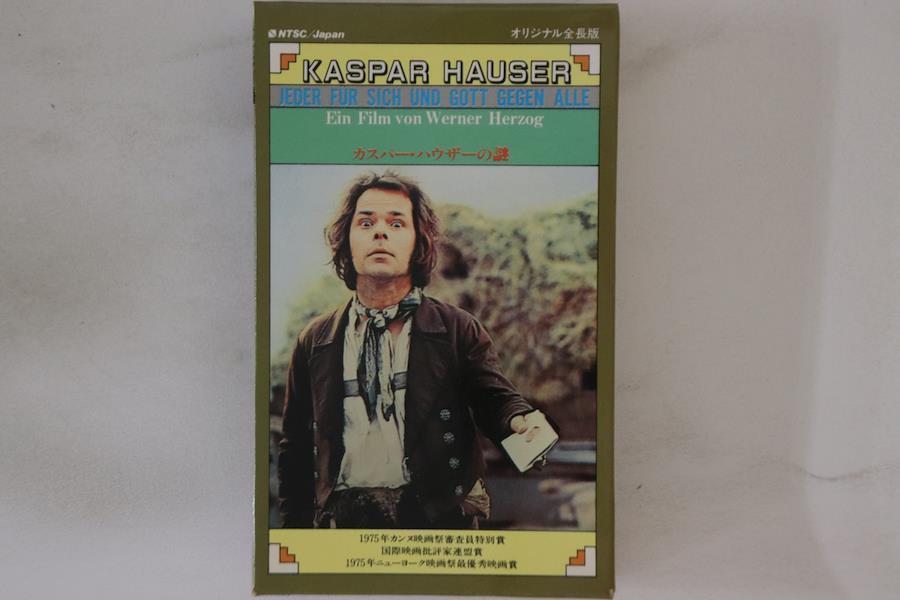 NTSC/Japan
オリジナル全長版
KASPAR HAUSER
JEDER FÜR SICH UND GOTT GEGEN ALLE
Ein Film von Werner Herzog
カスパー・ハウザーの謎
1975年カンヌ映画祭審査員特別賞
国際映画批評家連盟賞
1975年ニューヨーク映画祭最優秀映画賞